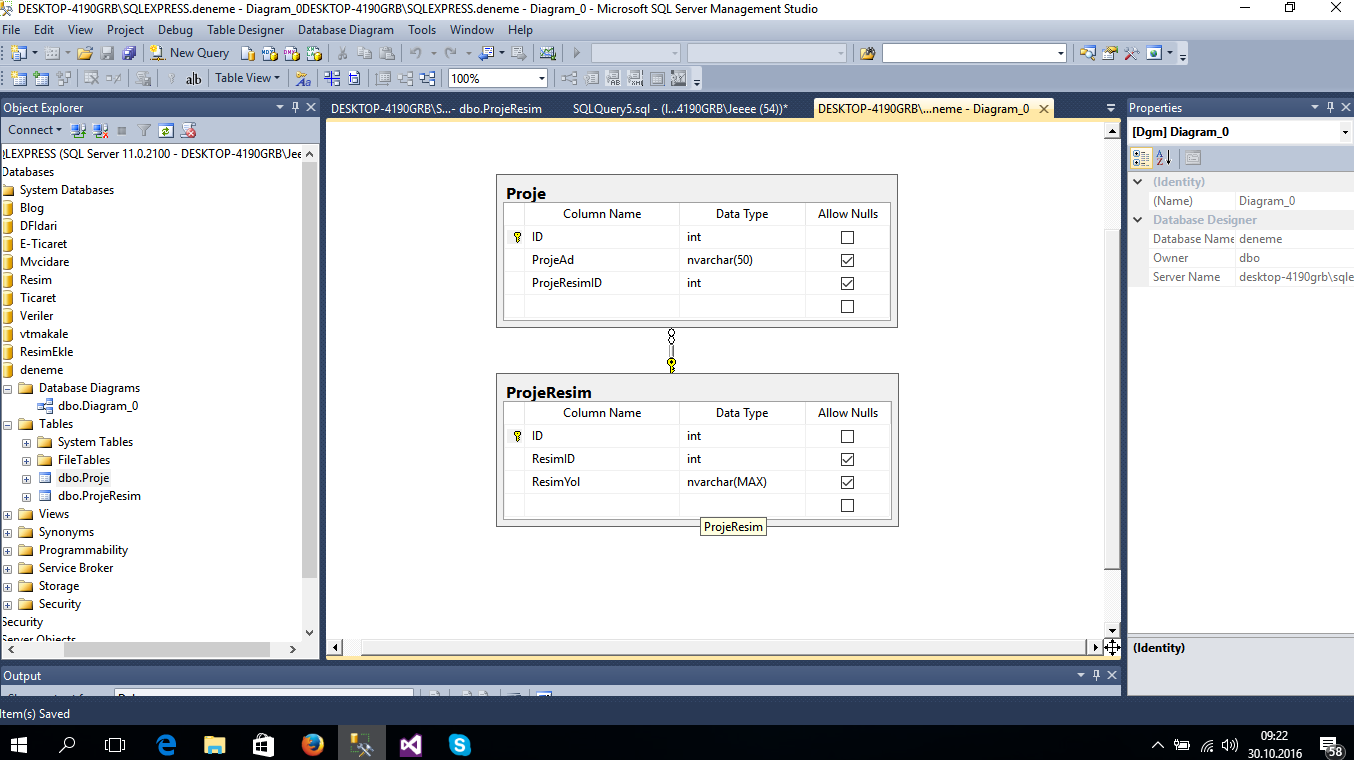 DESKTOP-4190GRB\SQLEXPRESS.deneme - Diagram_0DESKTOP-4190GRB\SQLEXPRESS.deneme - Diagram_0 - Microsoft SQL Server Management Studio
File Edit View Project Debug Table Designer Database Diagram Tools Window Help
New Query
Table View 100%
Object Explorer
Connect
QLEXPRESS (SQL Server 11.0.2100 - DESKTOP-4190GRB\Jee
Databases
System Databases
Blog
DFIdari
E-Ticaret
Mvcidare
Resim
Ticaret
Veriler
vtmakale
ResimEkle
deneme
Database Diagrams
dbo.Diagram_0
Tables
System Tables
FileTables
dbo.Proje
dbo.ProjeResim
Views
Synonyms
Programmability
Service Broker
Storage
Security
Security
Server Objects
DESKTOP-4190GRB\S...- dbo.ProjeResim SQLQuery5.sql - (l...4190GRB\Jeeee (54))* DESKTOP-4190GRB\...neme - Diagram_0
Proje
Column Name Data Type Allow Nulls
ID int
ProjeAd nvarchar(50)
ProjeResimID int
ProjeResim
Column Name Data Type Allow Nulls
ID int
ResimID int
ResimYol nvarchar(MAX)
ProjeResim
Properties
[Dgm] Diagram_0
(Identity)
(Name) Diagram_0
Database Designer
Database Name deneme
Owner dbo
Server Name desktop-4190grb\sqle
(Identity)
Output
Item(s) Saved
09:22
30.10.2016
58